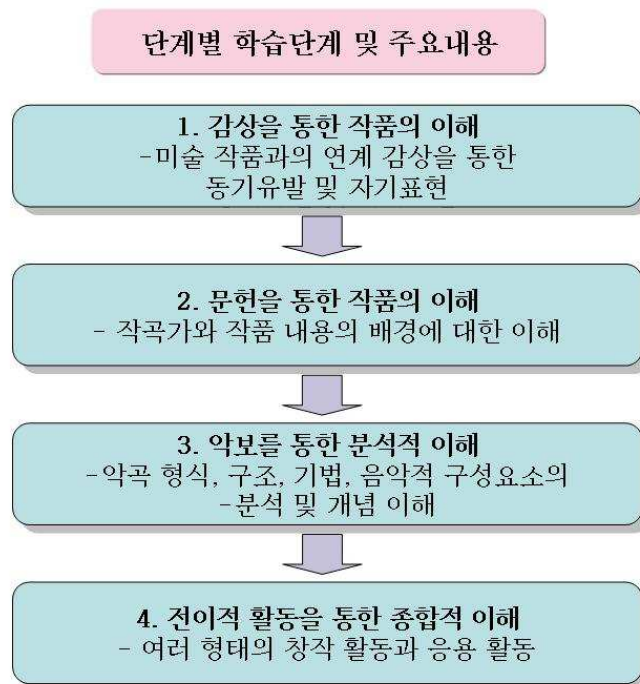 단계별 학습단계 및 주요내용
1. 감상을 통한 작품의 이해
-미술 작품과의 연계 감상을 통한
동기유발 및 자기표현
2. 문헌을 통한 작품의 이해
- 작곡가와 작품 내용의 배경에 대한 이해
3. 악보를 통한 분석적 이해
-악곡 형식, 구조, 기법, 음악적 구성요소의
-분석 및 개념 이해
4. 전이적 활동을 통한 종합적 이해
- 여러 형태의 창작 활동과 응용 활동